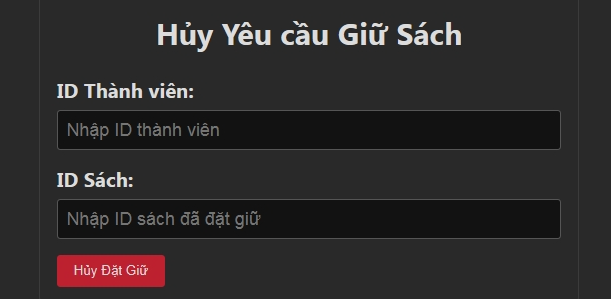 Hủy Yêu cầu Giữ Sách
ID Thành viên:
Nhập ID thành viên
ID Sách:
Nhập ID sách đã đặt giữ
Hủy Đặt Giữ